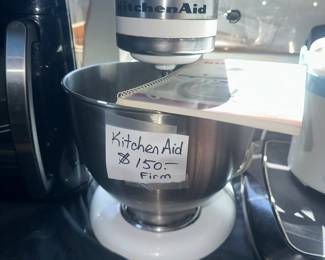 KitchenAid
Kitchen Aid
$150.-
Firm